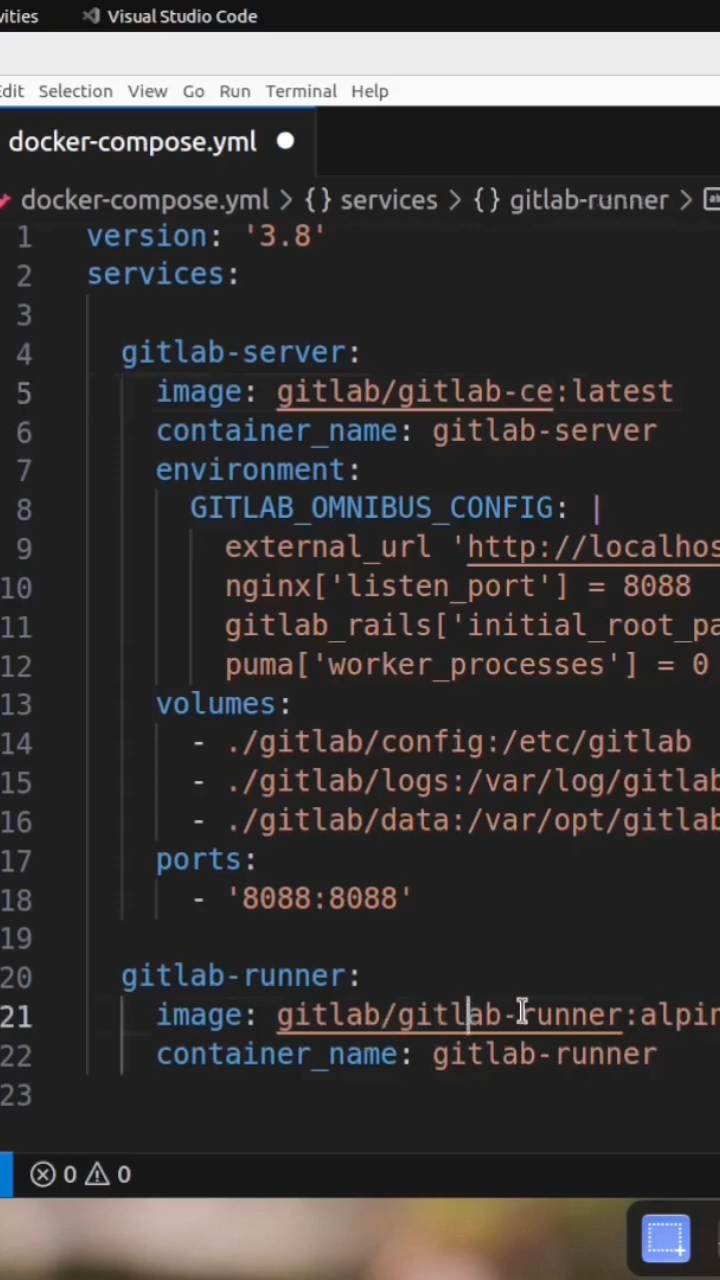 vities Visual Studio Code
Edit Selection View Go Run Terminal Help
docker-compose.yml
docker-compose.yml > {} services > {} gitlab-runner >
1 version: '3.8'
2 services:
3
4 gitlab-server:
5 image: gitlab/gitlab-ce:latest
6 container_name: gitlab-server
7 environment:
8 GITLAB_OMNIBUS_CONFIG: |
9 external_url 'http://localhos
10 nginx['listen_port'] = 8088
11 gitlab_rails['initial_root_pa
12 puma['worker_processes'] = 0
13 volumes:
14 - ./gitlab/config:/etc/gitlab
15 - ./gitlab/logs:/var/log/gitlab
16 - ./gitlab/data:/var/opt/gitlab
17 ports:
18 - '8088:8088'
19
20 gitlab-runner:
21 image: gitlab/gitlab-runner:alpin
22 container_name: gitlab-runner
23
0 0